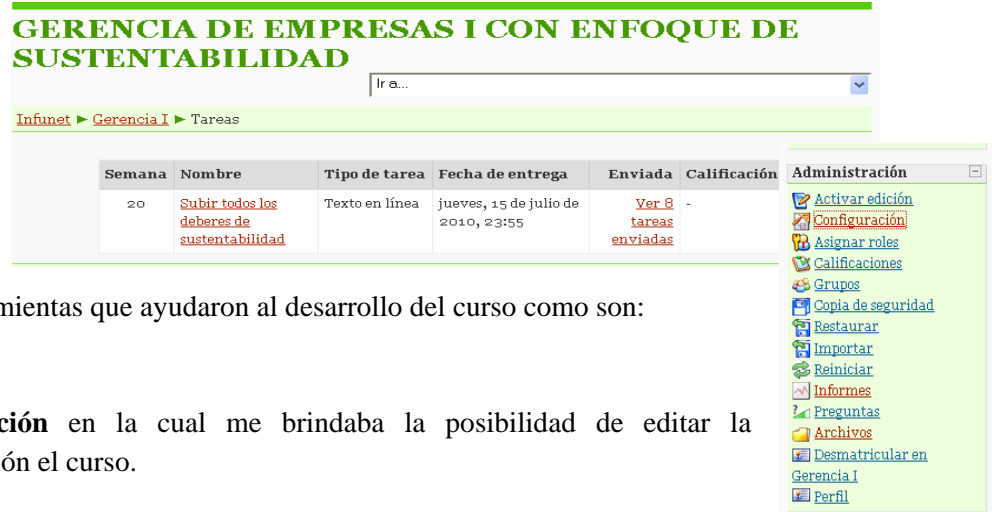 GERENCIA DE EMPRESAS I CON ENFOQUE DE
SUSTENTABILIDAD
Ir a...
Infunet ► Gerencia I ► Tareas
Semana Nombre Tipo de tarea Fecha de entrega Enviada Calificación
20 Subir todos los deberes de sustentabilidad Texto en línea jueves, 15 de julio de 2010, 23:55 Ver 8 tareas enviadas -
Administración
Activar edición
Configuración
Asignar roles
Calificaciones
Grupos
Copia de seguridad
Restaurar
Importar
Reiniciar
Informes
Preguntas
Archivos
Desmatricular en
Gerencia I
Perfil
mientas que ayudaron al desarrollo del curso como son:
ción en la cual me brindaba la posibilidad de editar la
ión el curso.